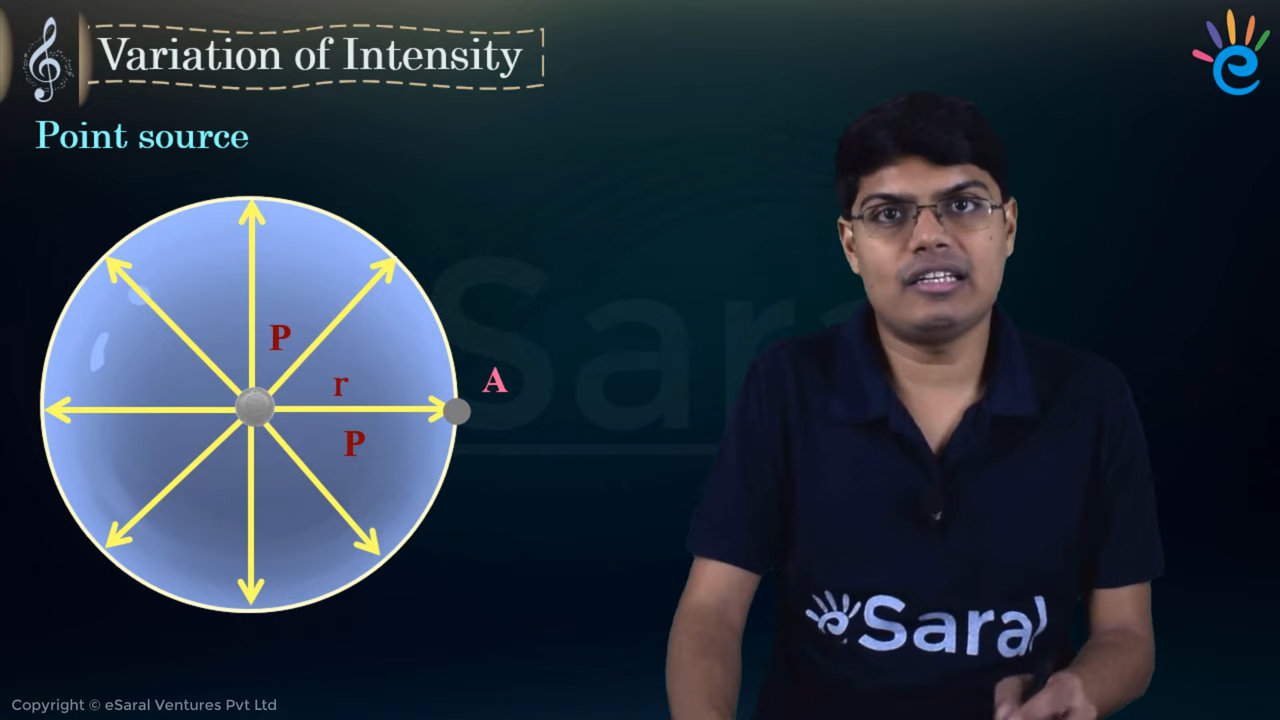 Variation of Intensity
Point source
P
r
A
P
eSaral
Copyright © eSaral Ventures Pvt Ltd